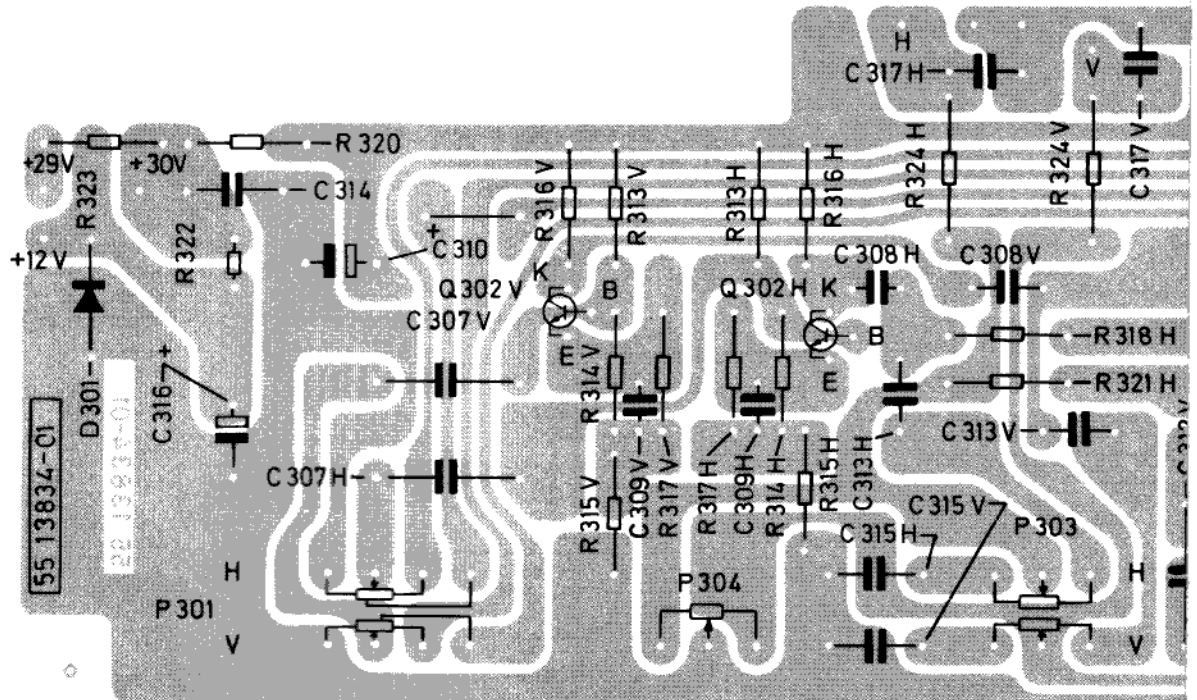 H
C 317 H
V
R 324 H
R 324 V
C 317 V
R 320
+29V
+30V
R 323
C 314
R 316 V
R 313 V
R 313 H
R 316 H
R 322
+
C 310
+12 V
C 308 H
C 308 V
K
Q 302 V
B
Q 302 H
K
C 307 V
E
B
R 318 H
E
R 321 H
D 301
C 316
+
R 314 V
C 313 V
C 313 H
55 13834-01
C 307 H
R 315 V
C 309 V
R 317 V
R 317 H
C 309 H
R 314 H
R 315 H
C 315 V
C 315 H
P 303
H
P 301
V
P 304
H
V